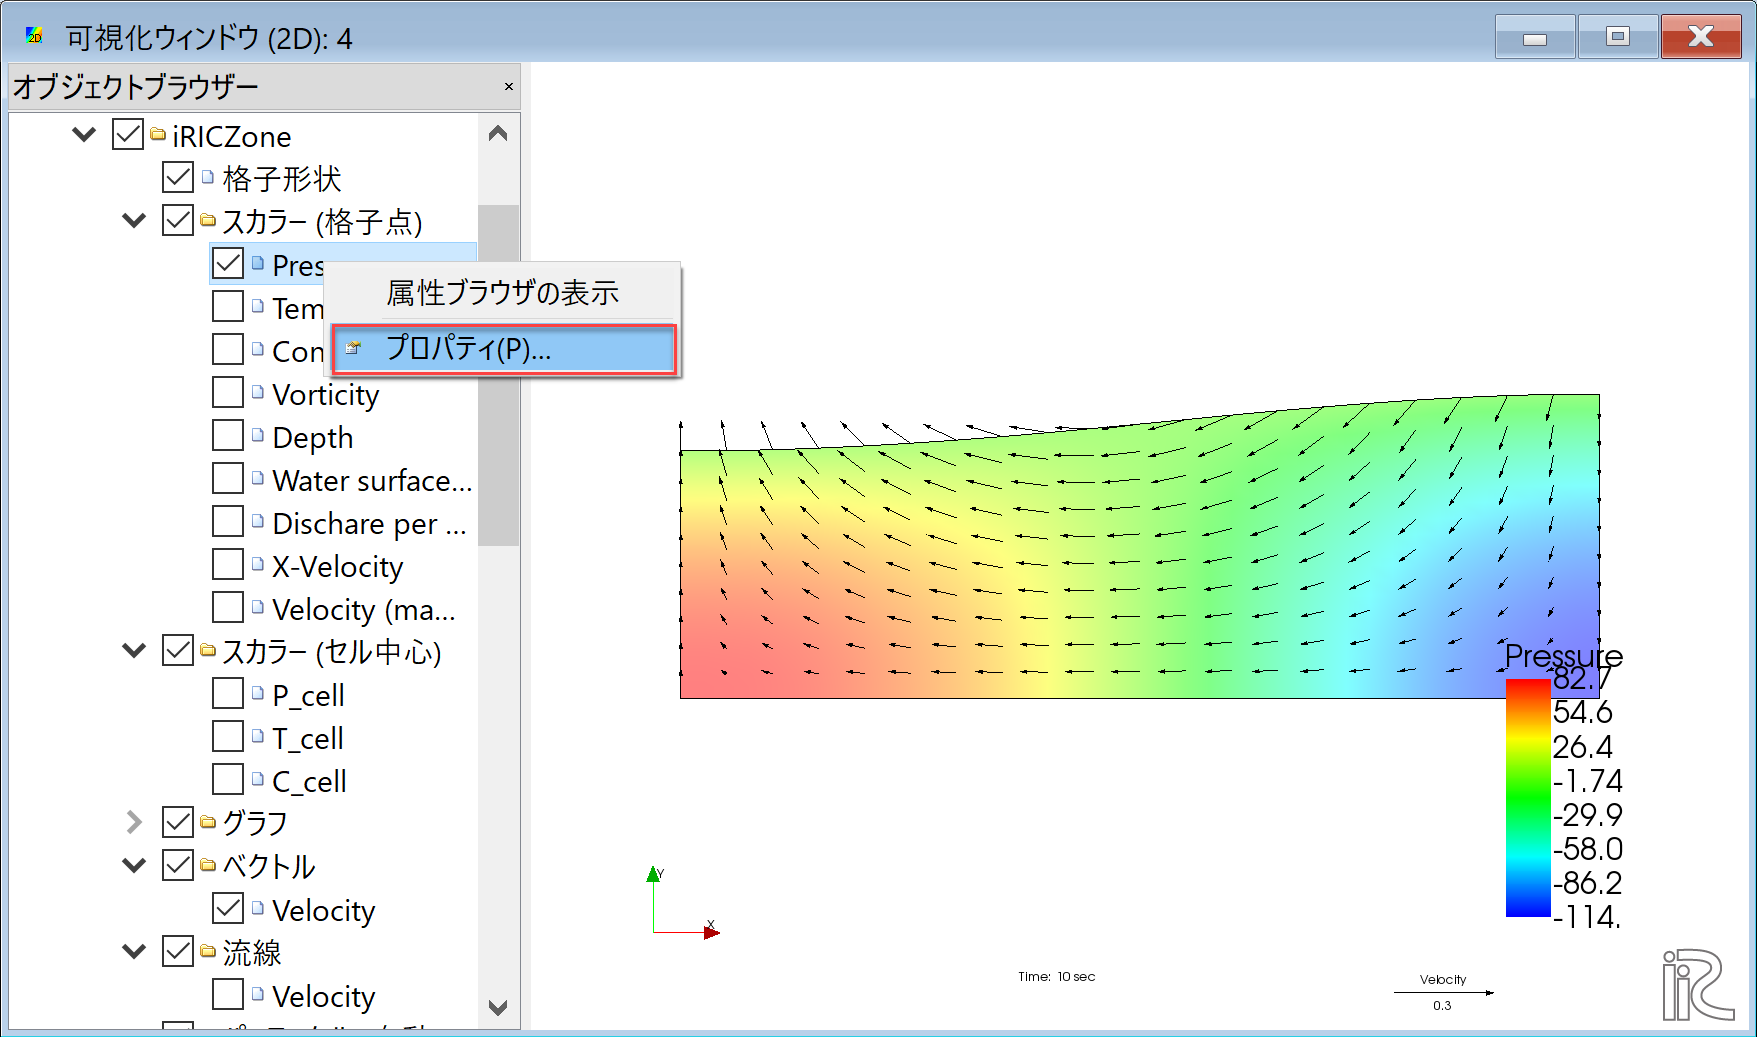 可視化ウィンドウ (2D): 4
オブジェクトブラウザー
iRICZone
格子形状
スカラー (格子点)
Pres
属性ブラウザの表示
Tem
プロパティ(P)...
Con
Vorticity
Depth
Water surface...
Dischare per ...
X-Velocity
Velocity (ma...
スカラー (セル中心)
P_cell
T_cell
C_cell
グラフ
ベクトル
Velocity
流線
Velocity
Pressure
82.7
54.6
26.4
-1.74
-29.9
-58.0
-86.2
-114.
Y
X
Time: 10 sec
Velocity
0.3
iRIC